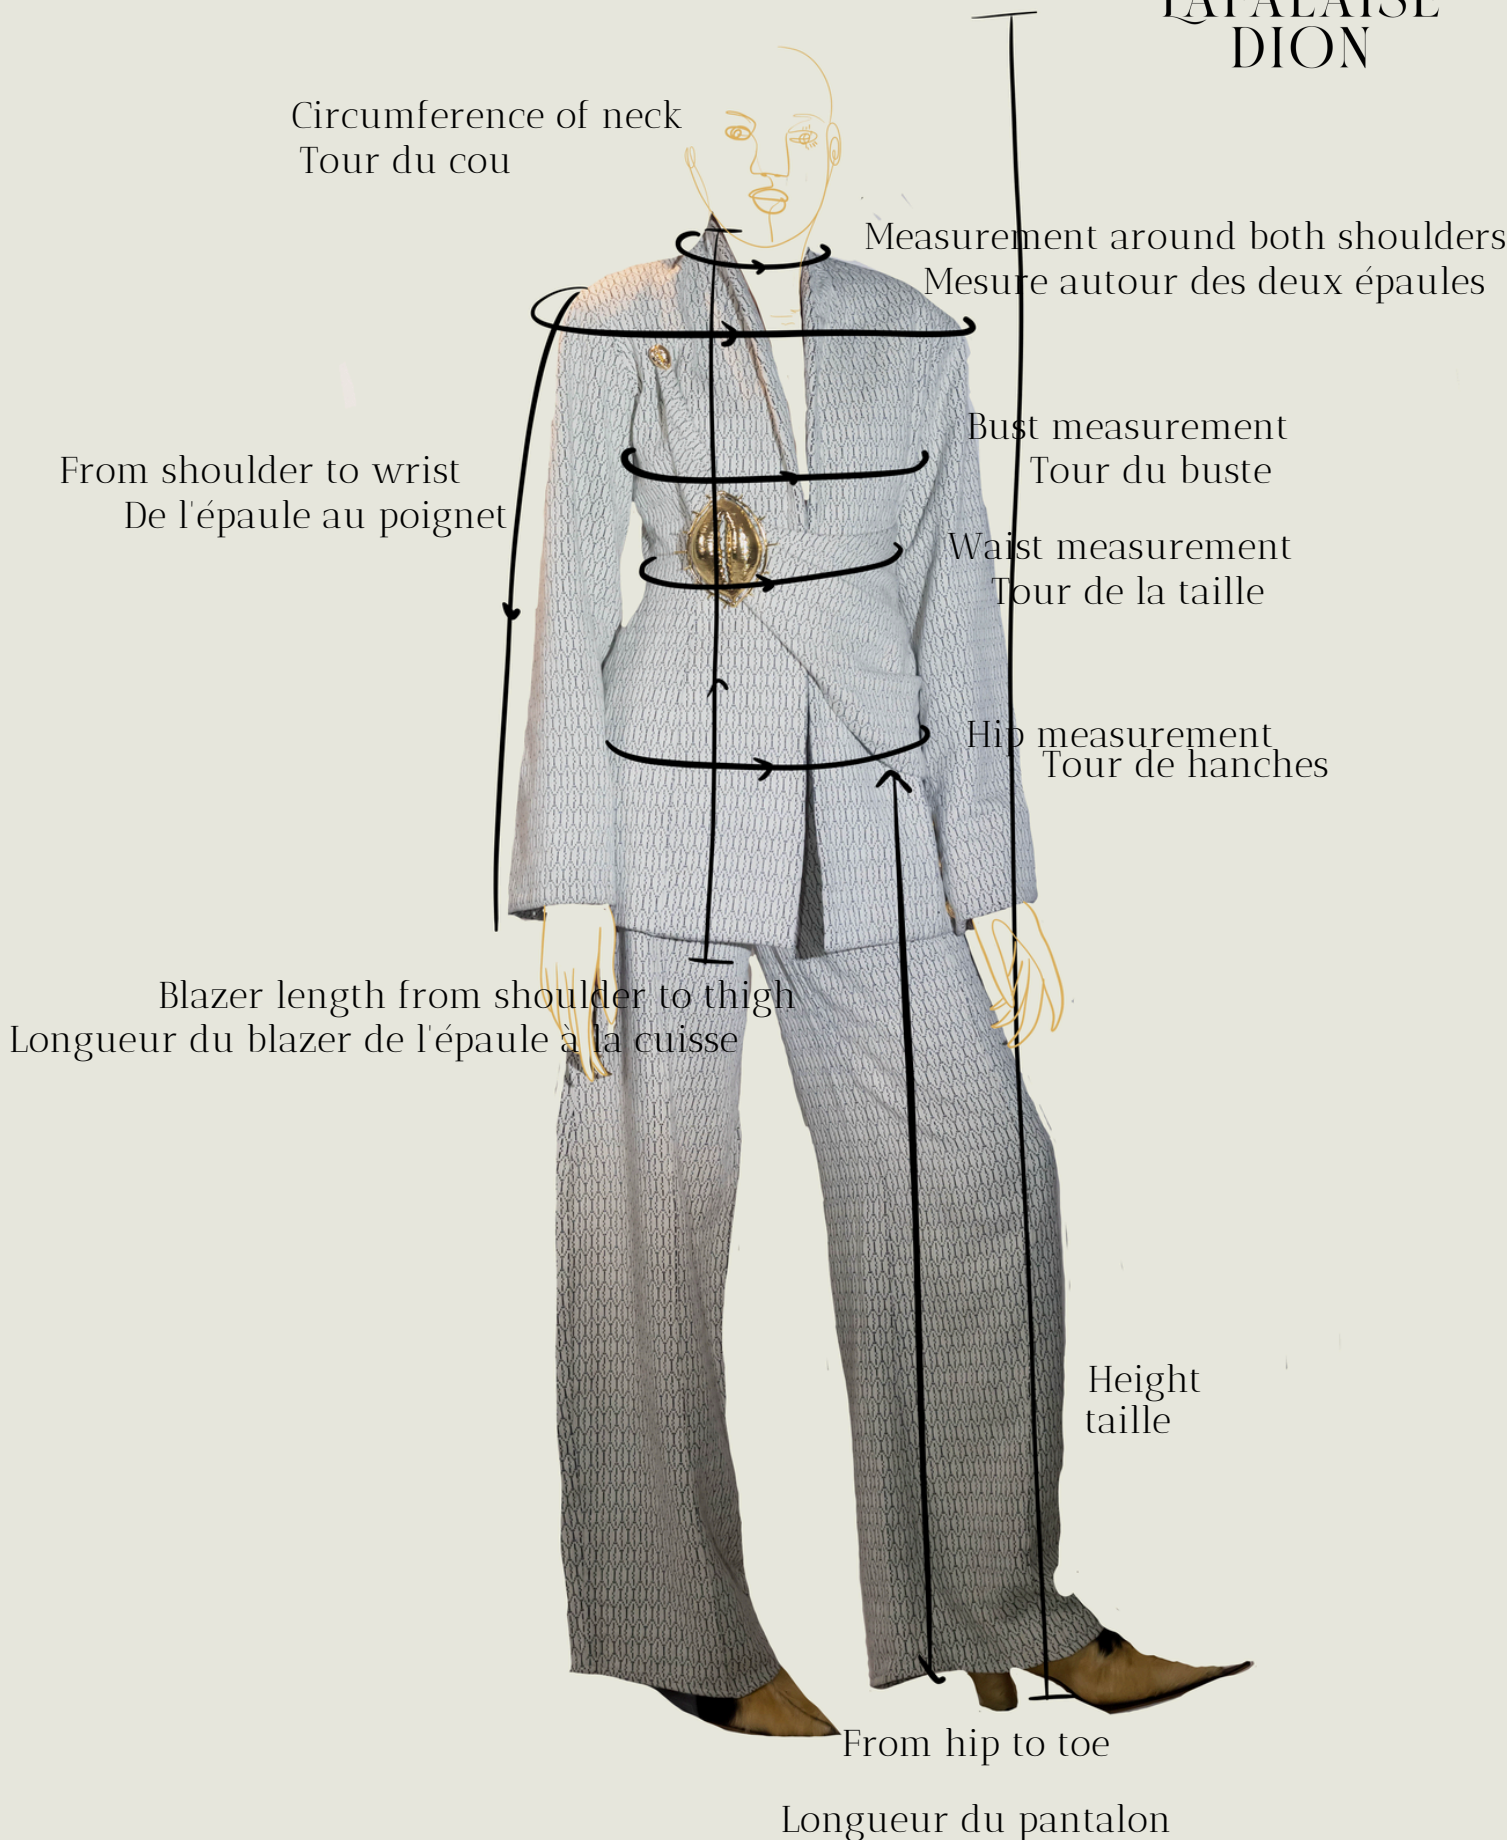 LAFALAISE
DION
Circumference of neck
Tour du cou
Measurement around both shoulders
Mesure autour des deux épaules
Bust measurement
Tour du buste
From shoulder to wrist
De l'épaule au poignet
Waist measurement
Tour de la taille
Hip measurement
Tour de hanches
Blazer length from shoulder to thigh
Longueur du blazer de l'épaule à la cuisse
Height
taille
From hip to toe
Longueur du pantalon